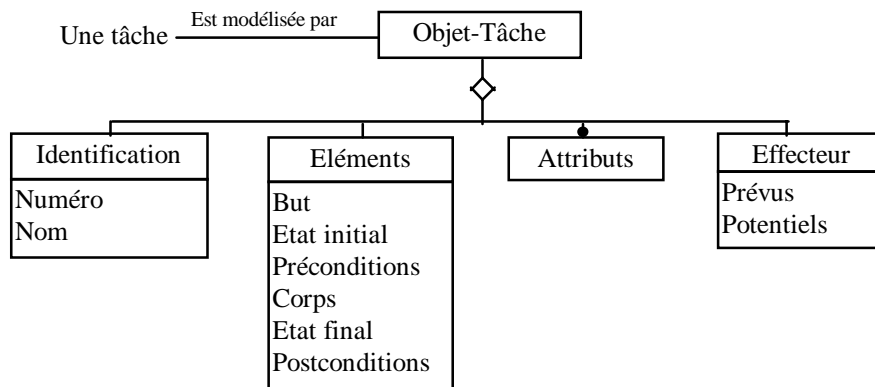 Est modélisée par
Une tâche
Objet-Tâche
Identification
Numéro
Nom
Eléments
But
Etat initial
Préconditions
Corps
Etat final
Postconditions
Attributs
Effecteur
Prévus
Potentiels